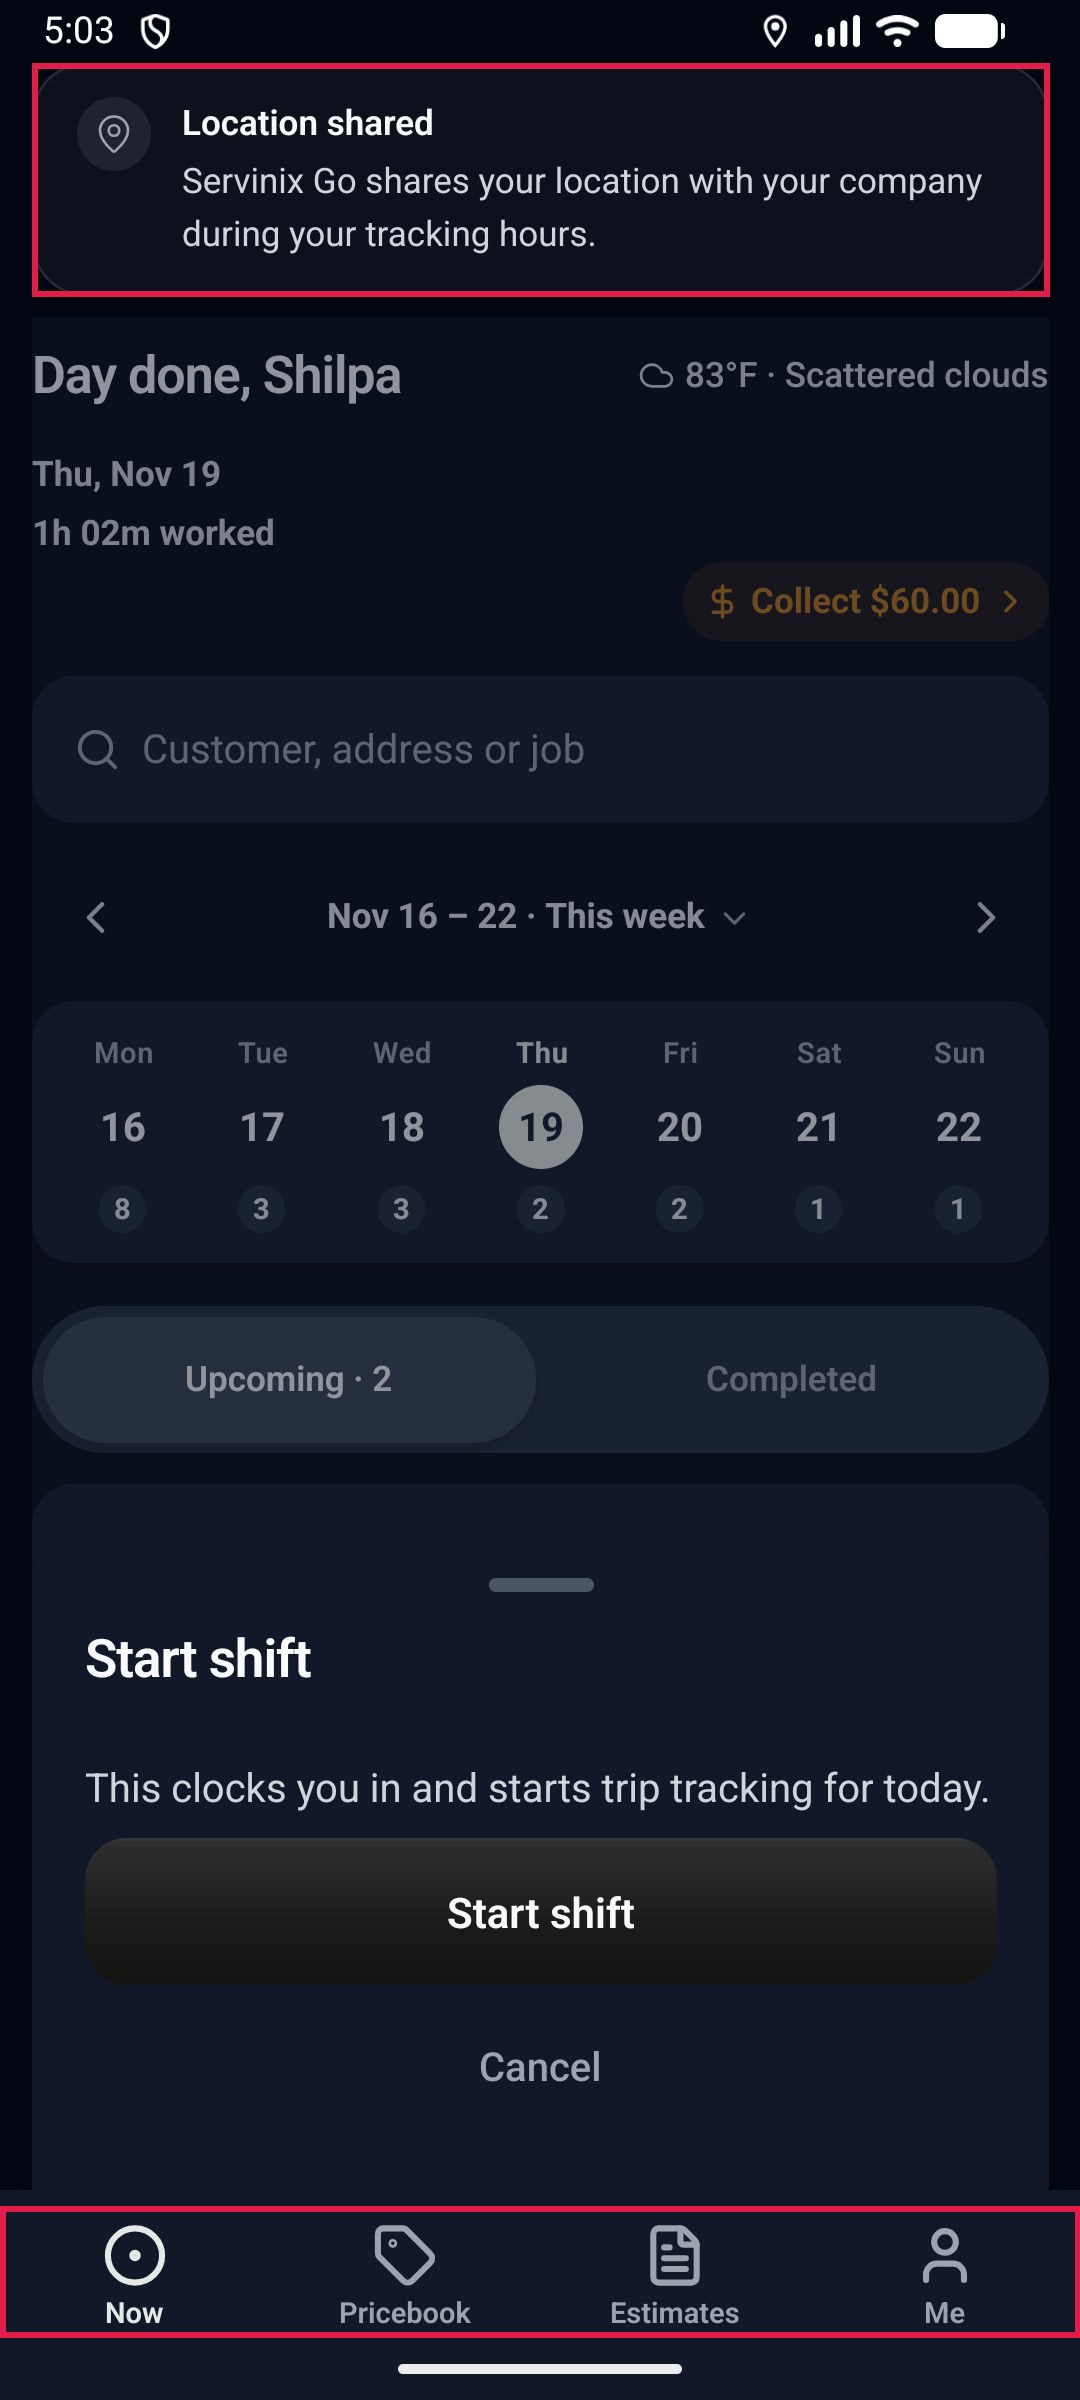 5:03
Location shared
Servinix Go shares your location with your company
during your tracking hours.
Day done, Shilpa
83°F · Scattered clouds
Thu, Nov 19
1h 02m worked
$ Collect $60.00
Customer, address or job
Nov 16 – 22 · This week
Mon Tue Wed Thu Fri Sat Sun
16 17 18 19 20 21 22
8 3 3 2 2 1 1
Upcoming · 2
Completed
Start shift
This clocks you in and starts trip tracking for today.
Start shift
Cancel
Now Pricebook Estimates Me